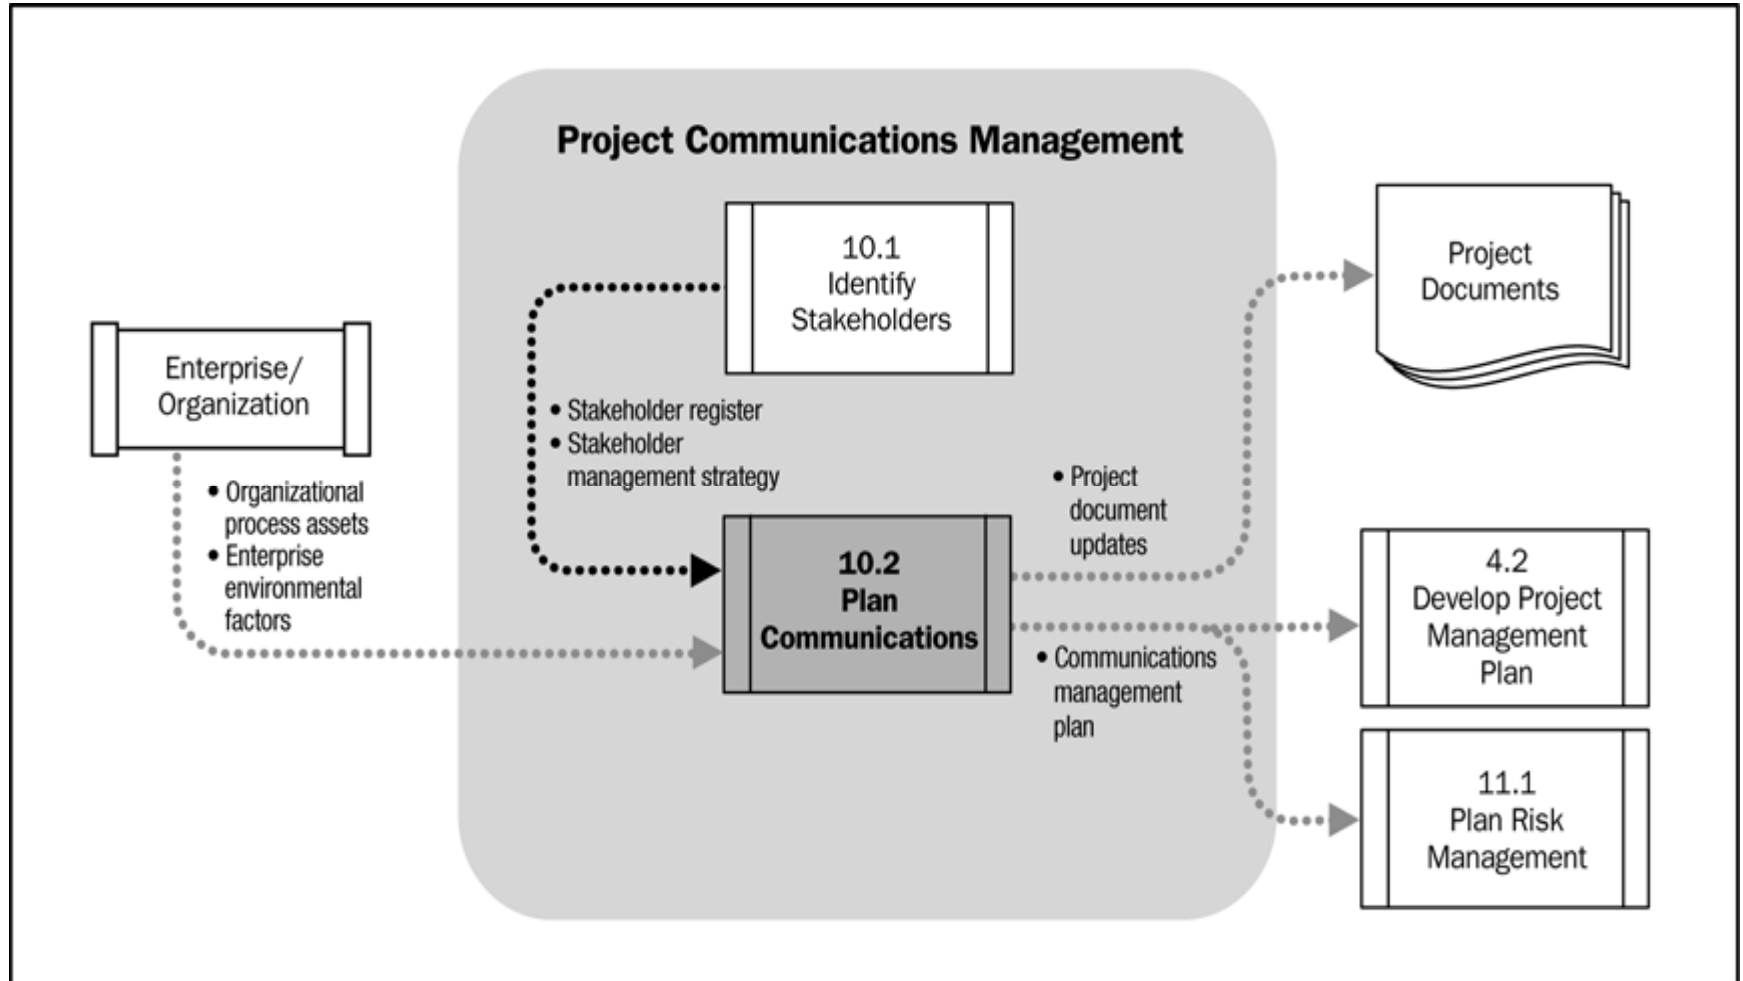 Project Communications Management
10.1
Identify
Stakeholders
Project
Documents
Enterprise/
Organization
• Stakeholder register
• Stakeholder
management strategy
• Organizational
process assets
• Enterprise
environmental
factors
• Project
document
updates
10.2
Plan
Communications
• Communications
management
plan
4.2
Develop Project
Management
Plan
11.1
Plan Risk
Management